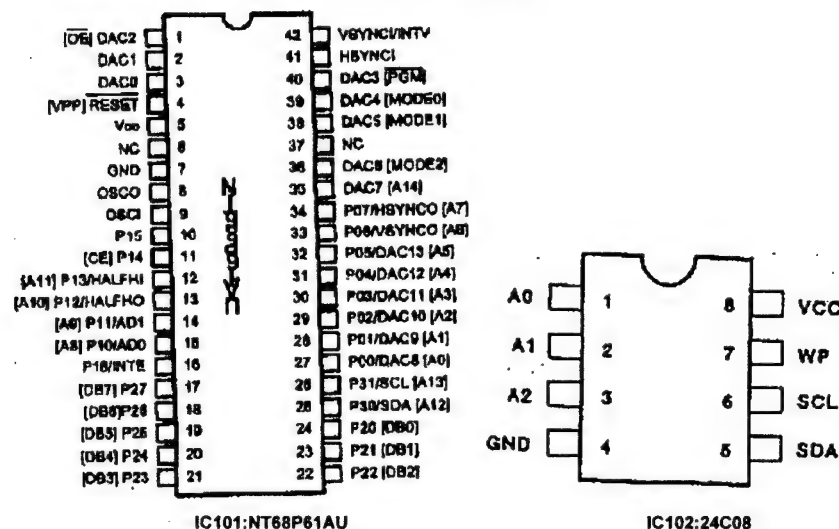 [OE] DAC2 1
DAC1 2
DAC0 3
[VPP] RESET 4
VDD 5
NC 6
GND 7
OSCO 8
OSCI 9
P15 10
[CE] P14 11
[A11] P13/HALFHI 12
[A10] P12/HALFHO 13
[A9] P11/AD1 14
[A8] P10/AD0 15
P16/INTE 16
[DB7] P27 17
[DB6]P26 18
[DB5] P25 19
[DB4] P24 20
[DB3] P23 21
42 VSYNCI/INTV
41 HSYNCI
40 DAC3 [PGM]
39 DAC4 [MODE0]
38 DAC5 [MODE1]
37 NC
36 DAC6 [MODE2]
35 DAC7 [A14]
34 P07/HSYNCO [A7]
33 P06/VSYNCO [A6]
32 P05/DAC13 [A5]
31 P04/DAC12 [A4]
30 P03/DAC11 [A3]
29 P02/DAC10 [A2]
28 P01/DAC9 [A1]
27 P00/DAC8 [A0]
26 P31/SCL [A13]
25 P30/SDA [A12]
24 P20 [DB0]
23 P21 [DB1]
22 P22 [DB2]
NT68P61AU
IC101:NT68P61AU
A0 1
A1 2
A2 3
GND 4
8 VCC
7 WP
6 SCL
5 SDA
IC102:24C08